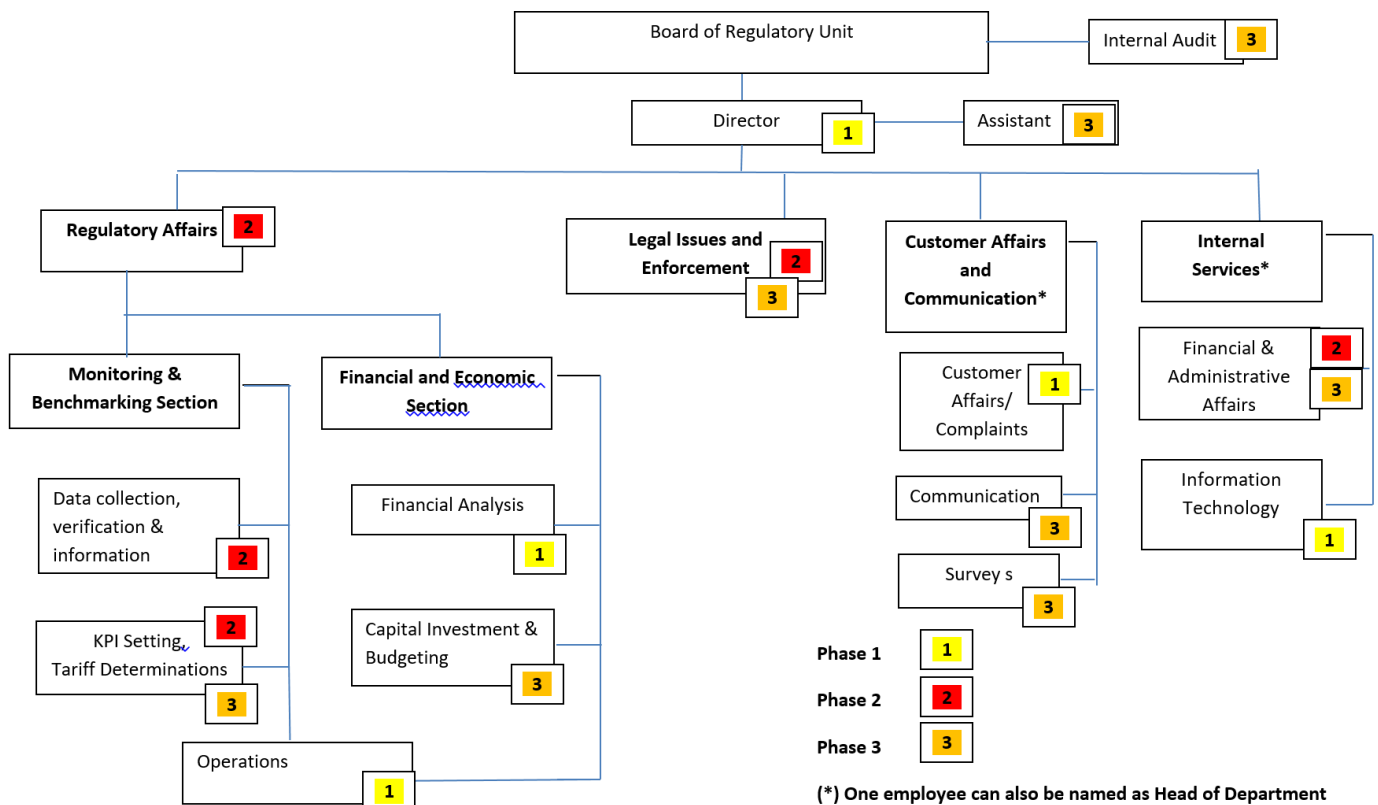 Board of Regulatory Unit
Internal Audit
3
Director
1
Assistant
3
Regulatory Affairs
2
Legal Issues and
Enforcement
2
3
Customer Affairs
and
Communication*
Internal
Services*
Monitoring &
Benchmarking Section
Financial and Economic
Section
Customer
Affairs/
Complaints
1
Financial &
Administrative
Affairs
2
3
Data collection,
verification &
information
2
Financial Analysis
1
Communication
3
Information
Technology
1
KPI Setting,
Tariff Determinations
2
3
Capital Investment &
Budgeting
3
Survey s
3
Operations
1
Phase 1
1
Phase 2
2
Phase 3
3
(*) One employee can also be named as Head of Department